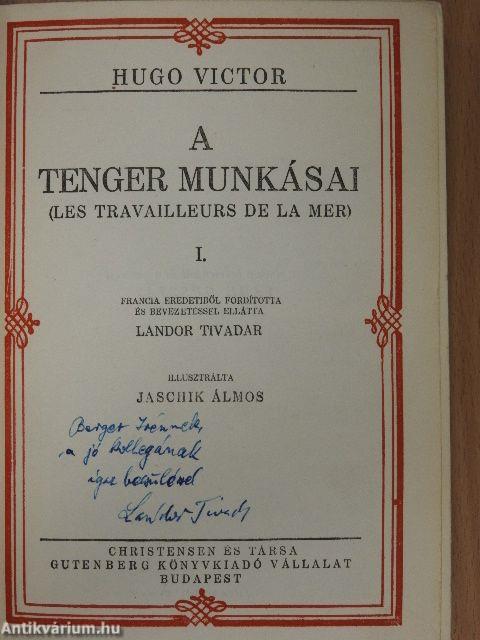 HUGO VICTOR
A
TENGER MUNKÁSAI
(LES TRAVAILLEURS DE LA MER)
I.
FRANCIA EREDETIBŐL FORDÍTOTTA
ÉS BEVEZETÉSSEL ELLÁTTA
LANDOR TIVADAR
ILLUSZTRÁLTA
JASCHIK ÁLMOS
Berger Irénnek,
a jó kollegának
igaz becsüléssel
Landor Tivadar
CHRISTENSEN ÉS TÁRSA
GUTENBERG KÖNYVKIADÓ VÁLLALAT
BUDAPEST
Antikvárium.hu